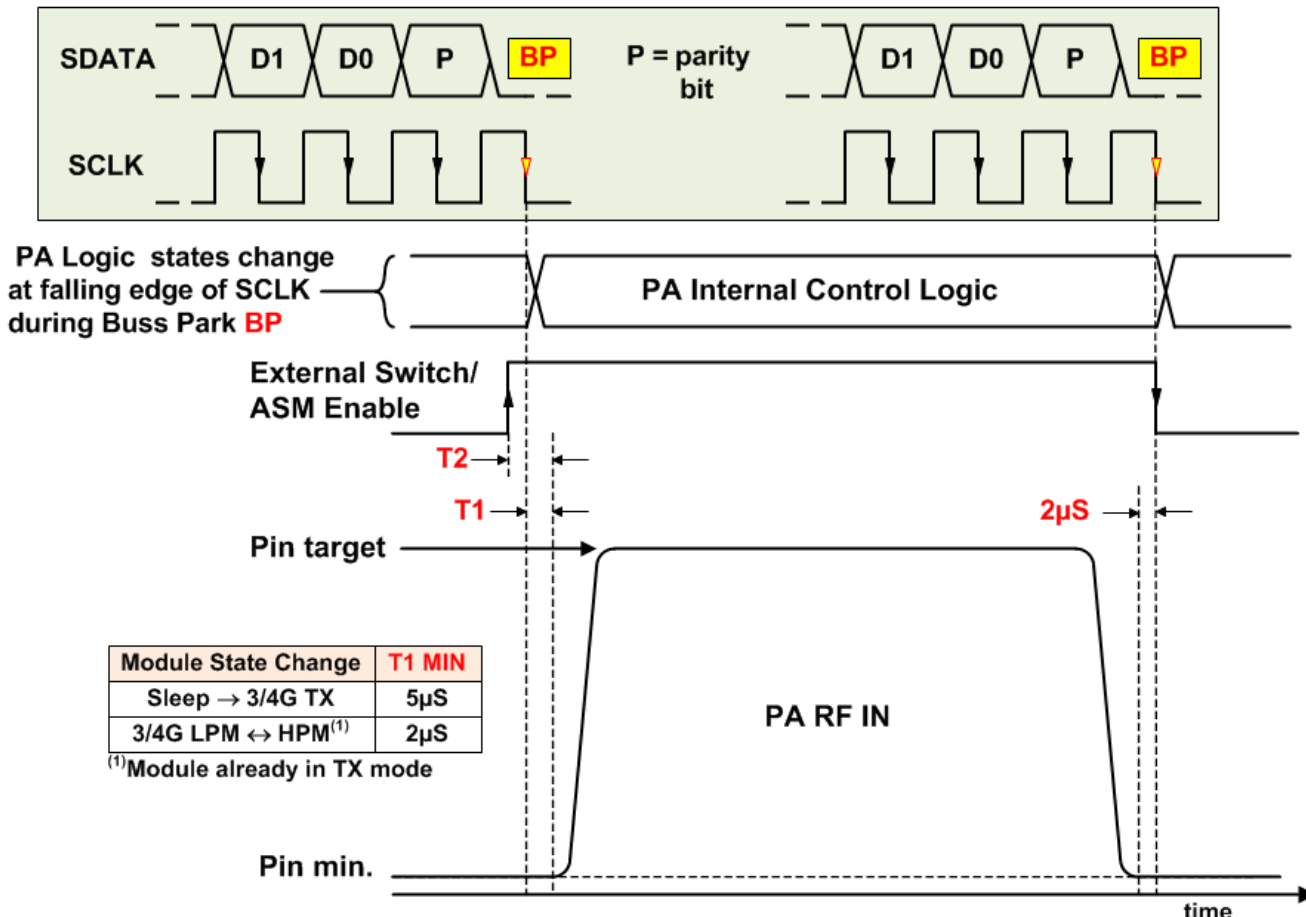 SDATA D1 D0 P BP P = parity bit D1 D0 P BP
SCLK
PA Logic states change
at falling edge of SCLK
during Buss Park BP
PA Internal Control Logic
External Switch/
ASM Enable
T2
T1
2µS
Pin target
Module State Change T1 MIN
Sleep → 3/4G TX 5µS
3/4G LPM ↔ HPM(1) 2µS
(1)Module already in TX mode
PA RF IN
Pin min.
time